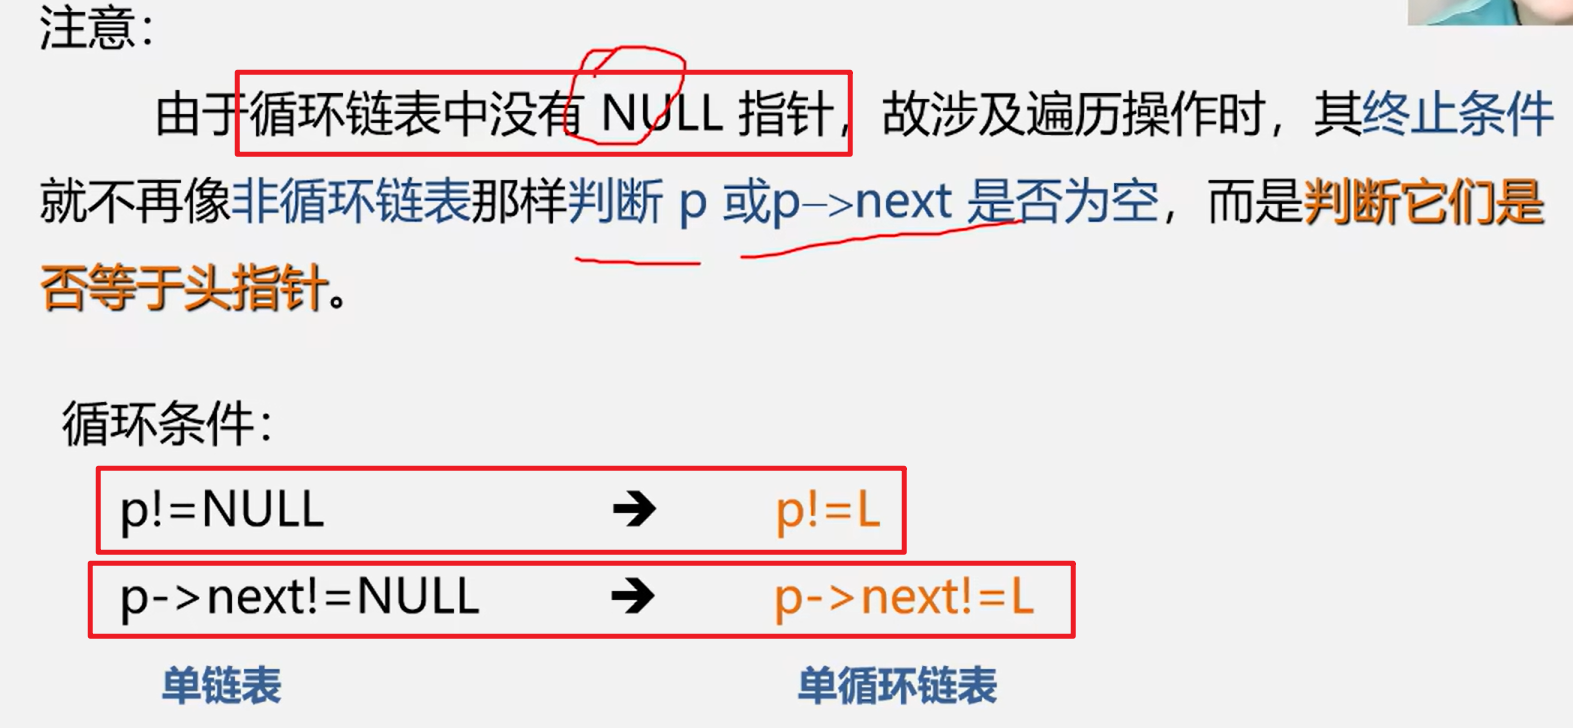 注意：
由于循环链表中没有 NULL 指针，故涉及遍历操作时，其终止条件
就不再像非循环链表那样判断 p 或p–>next 是否为空，而是判断它们是
否等于头指针。
循环条件：
p!=NULL ➔ p!=L
p->next!=NULL ➔ p->next!=L
单链表 单循环链表